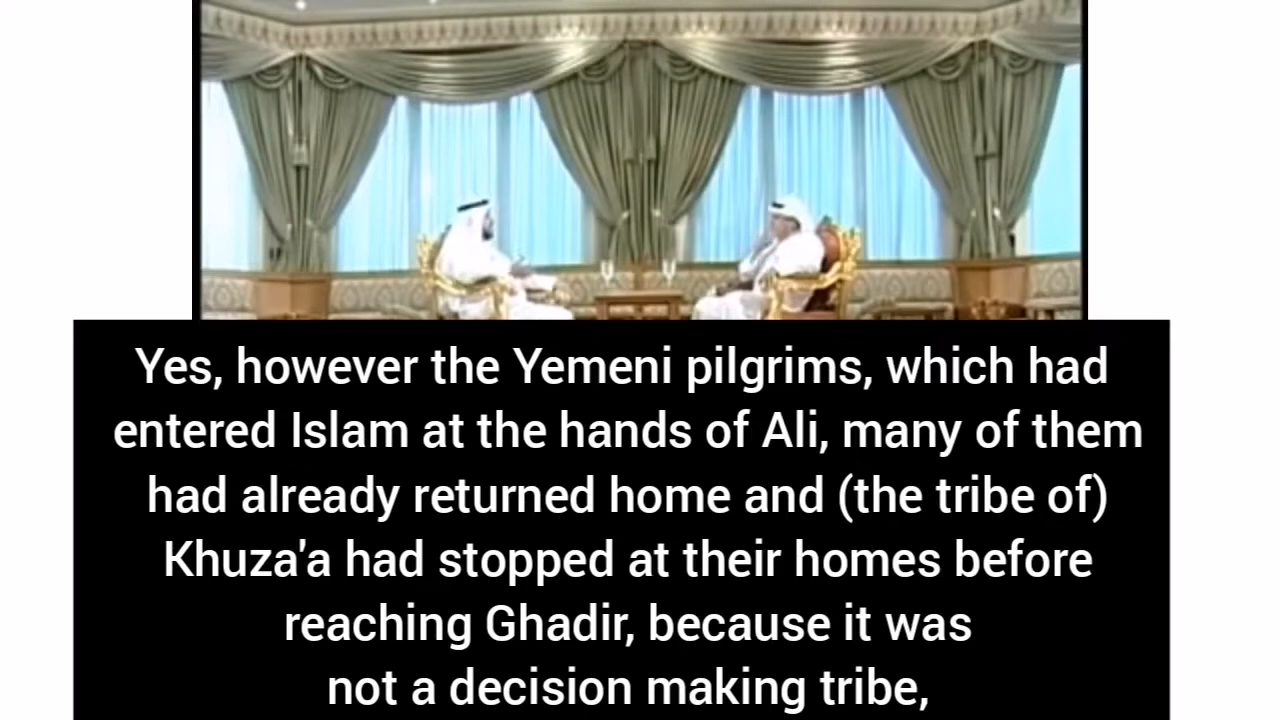 Yes, however the Yemeni pilgrims, which had
entered Islam at the hands of Ali, many of them
had already returned home and (the tribe of)
Khuza'a had stopped at their homes before
reaching Ghadir, because it was
not a decision making tribe,